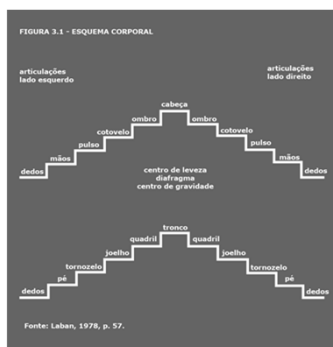 FIGURA 3.1 - ESQUEMA CORPORAL
articulações
lado esquerdo
articulações
lado direito
cabeça
ombro
ombro
cotovelo
cotovelo
pulso
pulso
mãos
mãos
dedos
dedos
centro de leveza
diafragma
centro de gravidade
tronco
quadril
quadril
joelho
joelho
tornozelo
tornozelo
pé
pé
dedos
dedos
Fonte: Laban, 1978, p. 57.